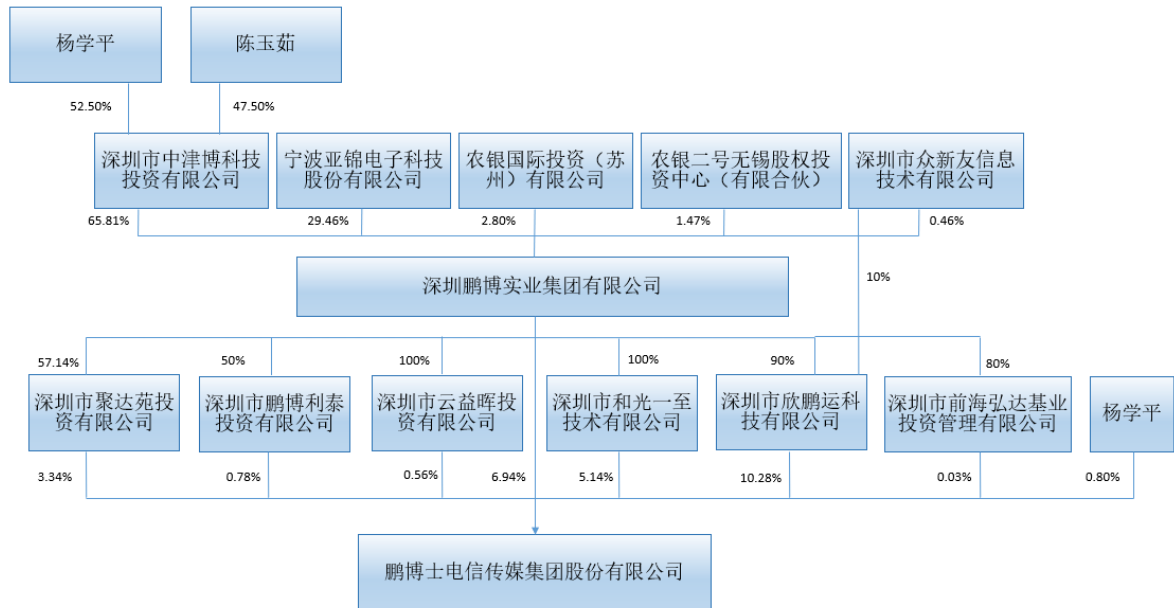 杨学平
陈玉茹
52.50%
47.50%
深圳市中津博科技
投资有限公司
宁波亚锦电子科技
股份有限公司
农银国际投资（苏
州）有限公司
农银二号无锡股权投
资中心（有限合伙）
深圳市众新友信息
技术有限公司
65.81%
29.46%
2.80%
1.47%
0.46%
深圳鹏博实业集团有限公司
10%
57.14%
50%
100%
100%
90%
80%
深圳市聚达苑投
资有限公司
深圳市鹏博利泰
投资有限公司
深圳市云益晖投
资有限公司
深圳市和光一至
技术有限公司
深圳市欣鹏运科
技有限公司
深圳市前海弘达基业
投资管理有限公司
杨学平
3.34%
0.78%
0.56%
6.94%
5.14%
10.28%
0.03%
0.80%
鹏博士电信传媒集团股份有限公司